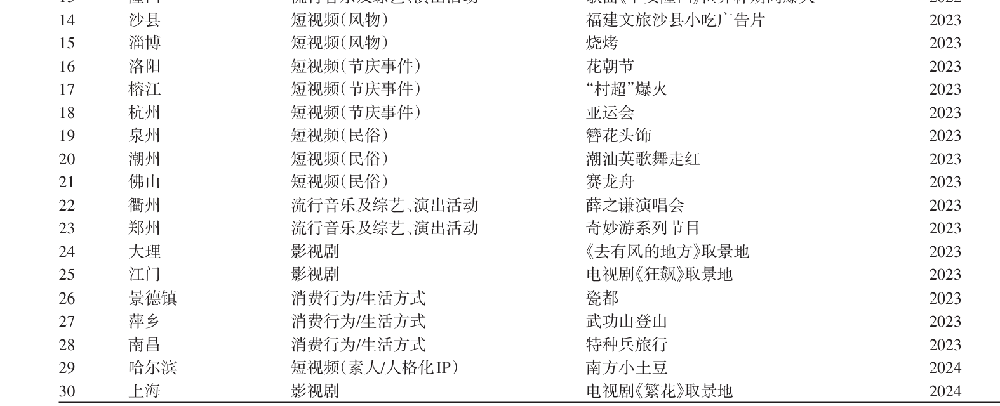 14 沙县 短视频（风物） 福建文旅沙县小吃广告片 2023
15 淄博 短视频（风物） 烧烤 2023
16 洛阳 短视频（节庆事件） 花朝节 2023
17 榕江 短视频（节庆事件） “村超”爆火 2023
18 杭州 短视频（节庆事件） 亚运会 2023
19 泉州 短视频（民俗） 簪花头饰 2023
20 潮州 短视频（民俗） 潮汕英歌舞走红 2023
21 佛山 短视频（民俗） 赛龙舟 2023
22 衢州 流行音乐及综艺、演出活动 薛之谦演唱会 2023
23 郑州 流行音乐及综艺、演出活动 奇妙游系列节目 2023
24 大理 影视剧 《去有风的地方》取景地 2023
25 江门 影视剧 电视剧《狂飙》取景地 2023
26 景德镇 消费行为/生活方式 瓷都 2023
27 萍乡 消费行为/生活方式 武功山登山 2023
28 南昌 消费行为/生活方式 特种兵旅行 2023
29 哈尔滨 短视频（素人/人格化IP） 南方小土豆 2024
30 上海 影视剧 电视剧《繁花》取景地 2024